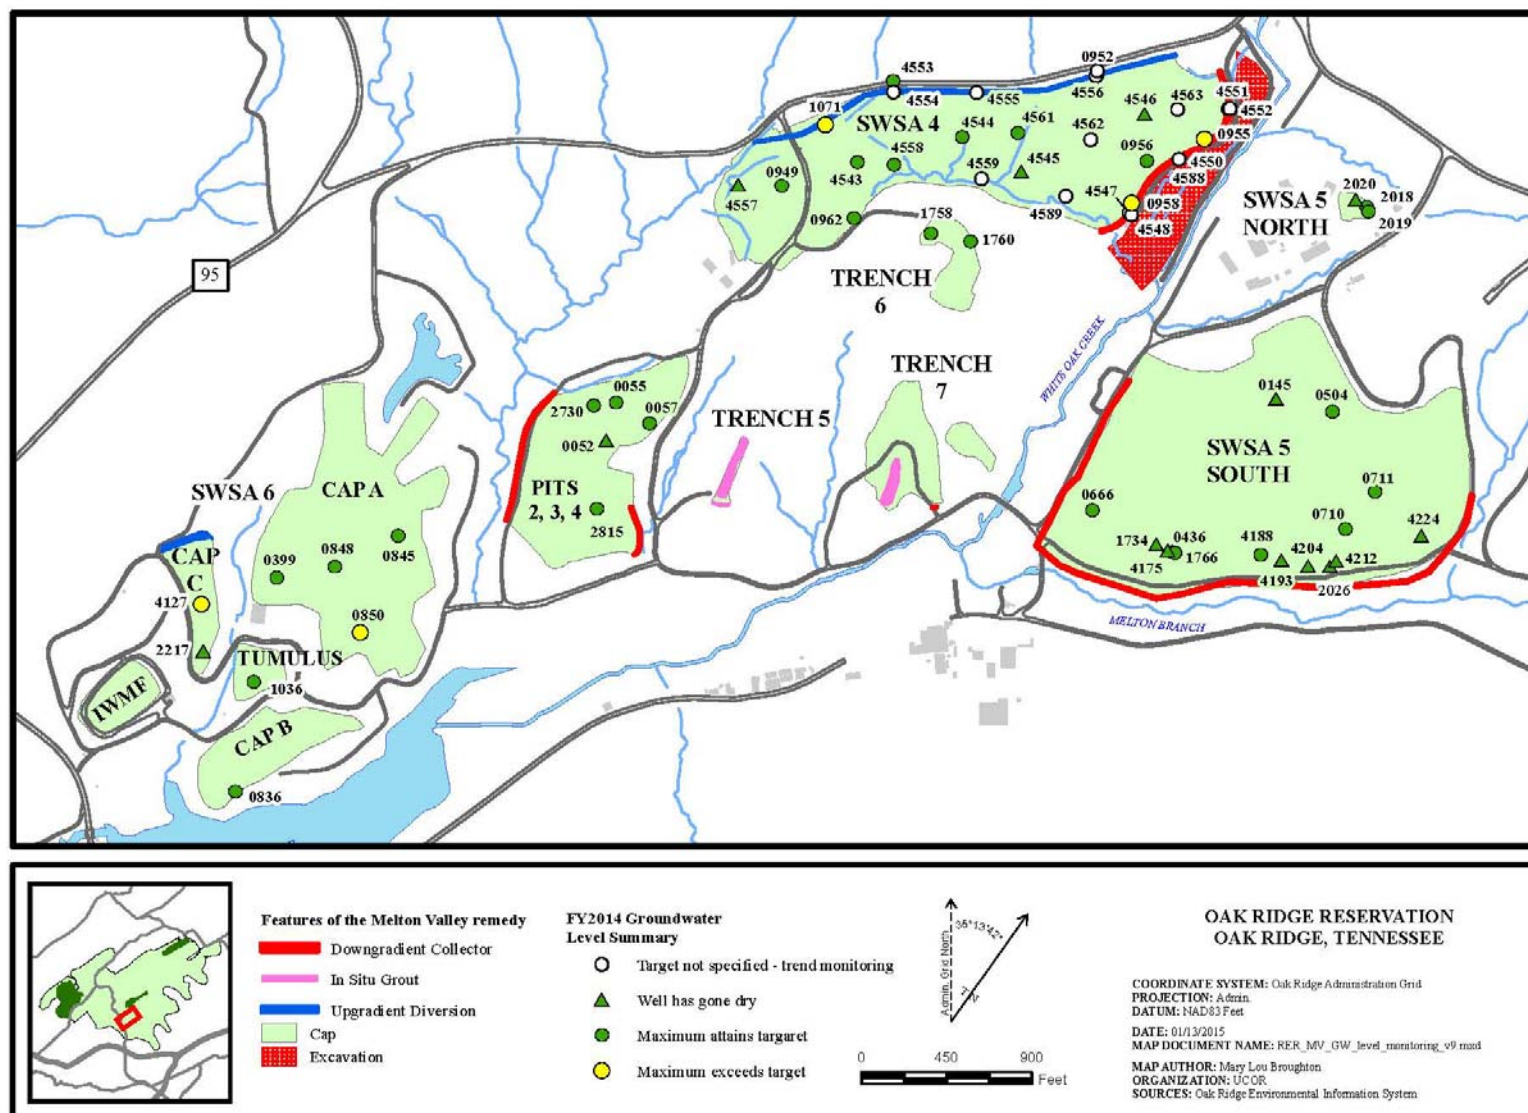 4553
0952
4554
4555
4556
4546
4563
4551
4552
1071
SWSA 4
4544
4561
4562
0955
0956
4558
4550
4588
0949
4543
4559
4545
4557
4547
4589
0958
4548
0962
1758
1760
2020
2018
2019
SWSA 5
NORTH
95
TRENCH
6
WHITE OAK CREEK
TRENCH
7
0055
2730
0057
0052
TRENCH 5
0145
0504
SWSA 5
SOUTH
SWSA 6
CAP A
PITS
2, 3, 4
2815
0666
0711
0710
4224
1734
0436
4188
4204
4212
4175
1766
4193
2026
CAP
C
0399
0848
0845
4127
0850
MELTON BRANCH
2217
TUMULUS
1036
IWMF
CAP B
0836
Features of the Melton Valley remedy
Downgradient Collector
In Situ Grout
Upgradient Diversion
Cap
Excavation
FY2014 Groundwater
Level Summary
Target not specified - trend monitoring
Well has gone dry
Maximum attains targaret
Maximum exceeds target
Admin. Grid North
35°13'42"
T.N.
0 450 900
Feet
OAK RIDGE RESERVATION
OAK RIDGE, TENNESSEE
COORDINATE SYSTEM: Oak Ridge Administration Grid
PROJECTION: Admin.
DATUM: NAD83 Feet
DATE: 01/13/2015
MAP DOCUMENT NAME: RER_MV_GW_level_monitoring_v9.mxd
MAP AUTHOR: Mary Lou Broughton
ORGANIZATION: UCOR
SOURCES: Oak Ridge Environmental Information System